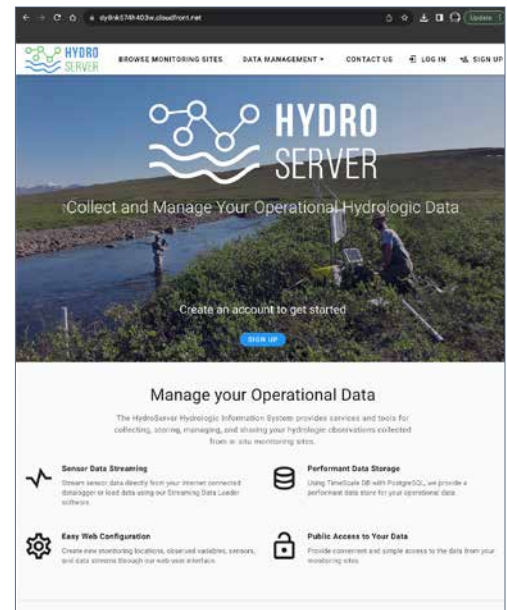 Update
HYDRO
SERVER
BROWSE MONITORING SITES
DATA MANAGEMENT
CONTACT US
LOG IN
SIGN UP
HYDRO
SERVER
Collect and Manage Your Operational Hydrologic Data
Create an account to get started
SIGN UP
Manage your Operational Data
The HydroServer Hydrologic Information System provides services and tools for
collecting, storing, managing, and sharing your hydrologic observations collected
from in situ monitoring sites.
Sensor Data Streaming
Stream sensor data directly from your internet connected
datalogger or load data using our Streaming Data Loader
software.
Performant Data Storage
Using TimeScale DB with PostgreSQL, we provide a
performant data store for your operational data.
Easy Web Configuration
Create new monitoring locations, observed variables, sensors,
and data streams through our web user interface.
Public Access to Your Data
Provide convenient and simple access to the data from your
monitoring sites.